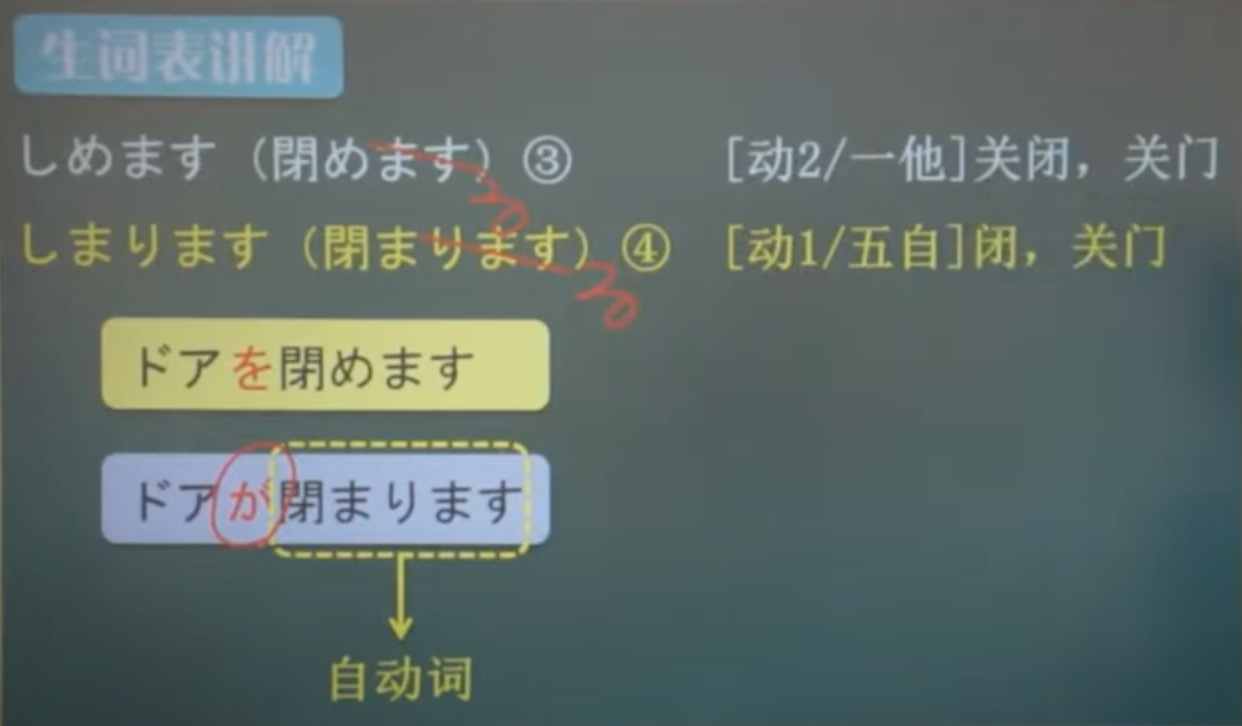 生词表讲解
しめます（閉めます）③ [动2/一他]关闭，关门
る
しまります（閉まります）④ [动1/五自]闭，关门
る
ドアを閉めます
ドアが閉まります
自动词